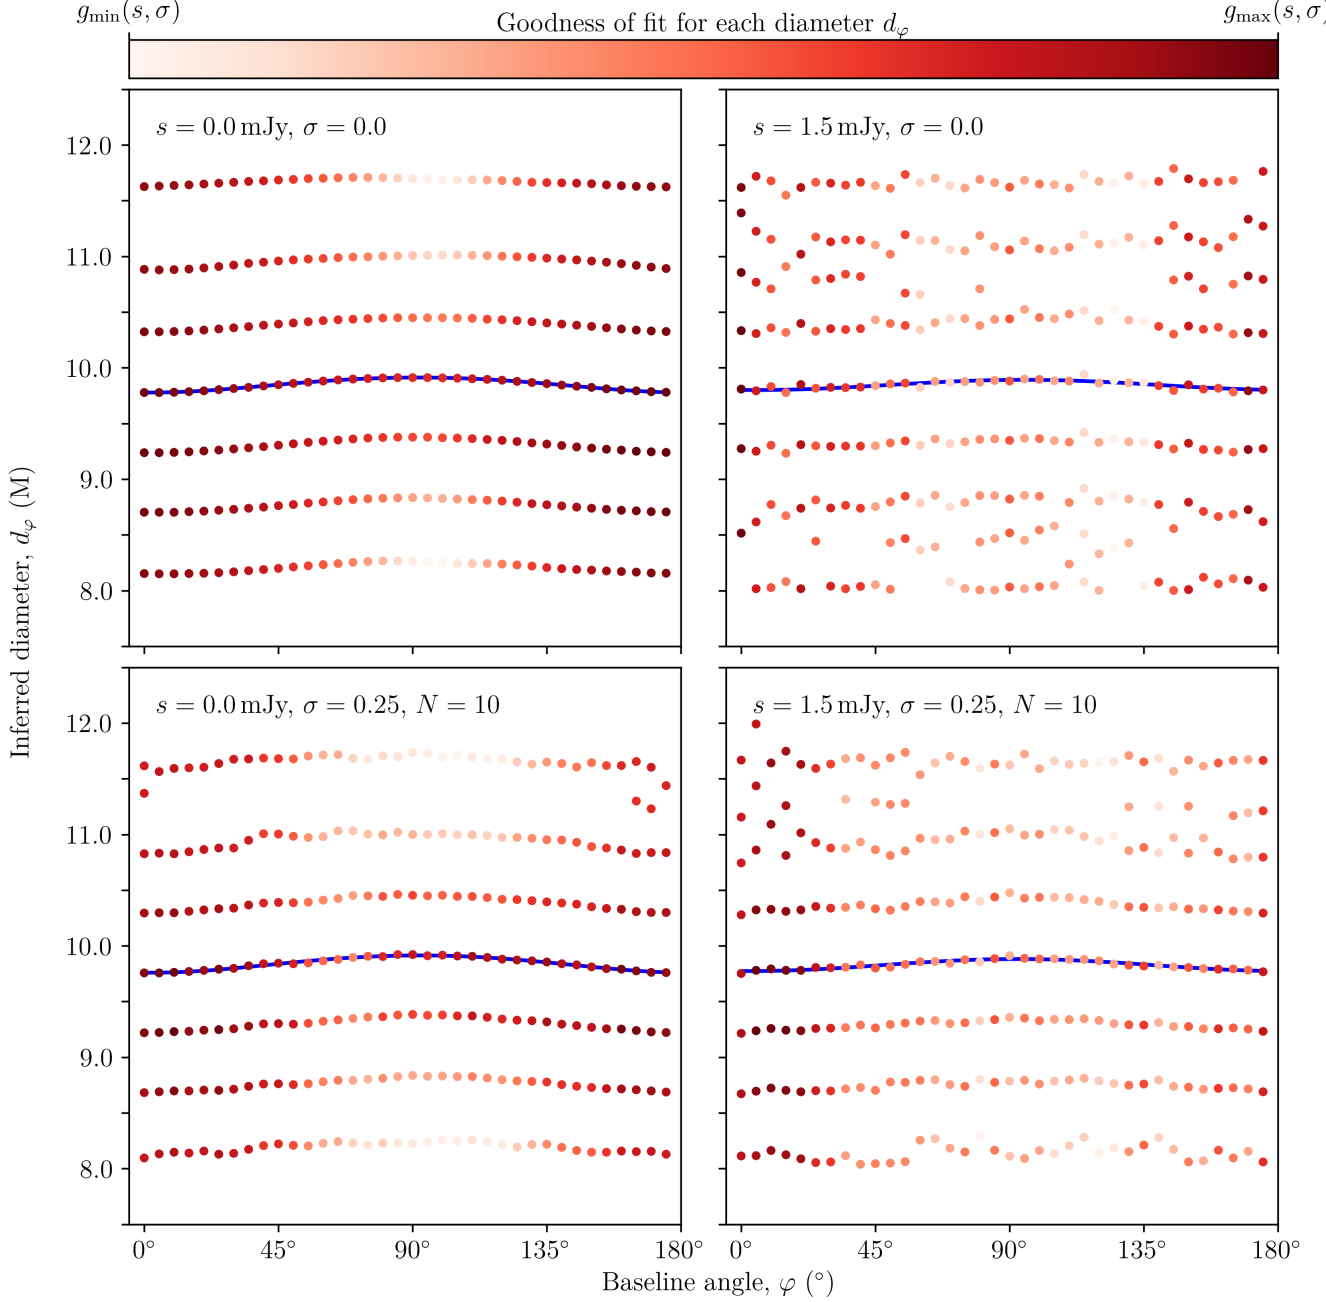 g_min(s, σ)
Goodness of fit for each diameter d_φ
g_max(s, σ)
s = 0.0 mJy, σ = 0.0
s = 1.5 mJy, σ = 0.0
12.0
11.0
10.0
9.0
8.0
Inferred diameter, d_φ (M)
s = 0.0 mJy, σ = 0.25, N = 10
s = 1.5 mJy, σ = 0.25, N = 10
12.0
11.0
10.0
9.0
8.0
0° 45° 90° 135° 180° 0° 45° 90° 135° 180°
Baseline angle, φ (°)